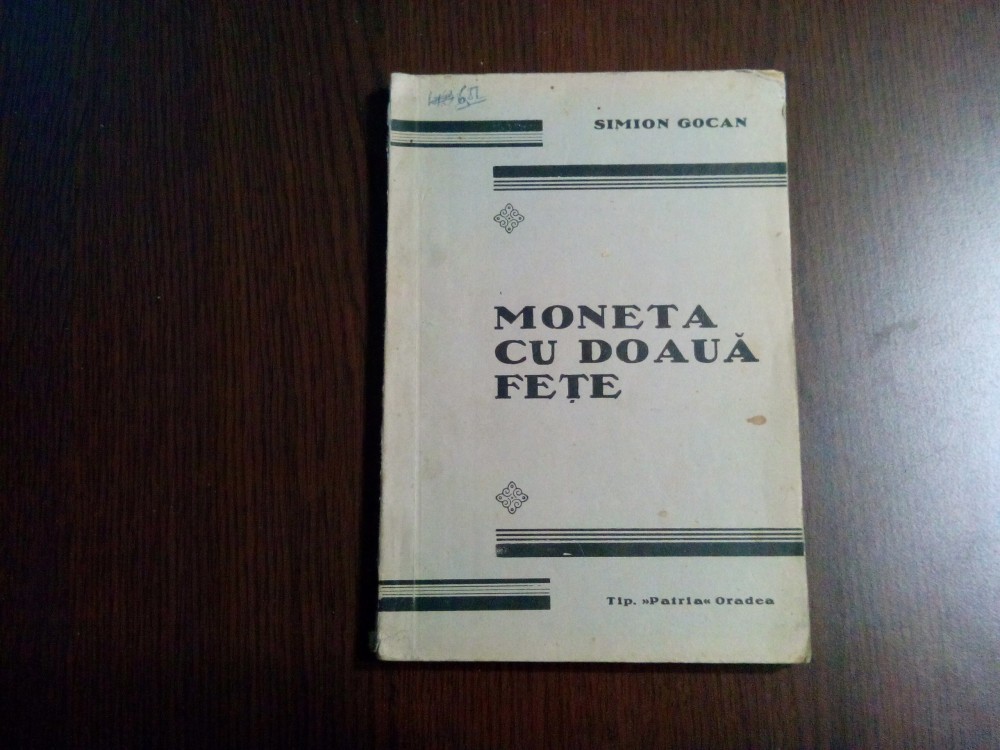 SIMION GOCAN
MONETA
CU DOAUĂ
FEȚE
Tip. »Patria« Oradea